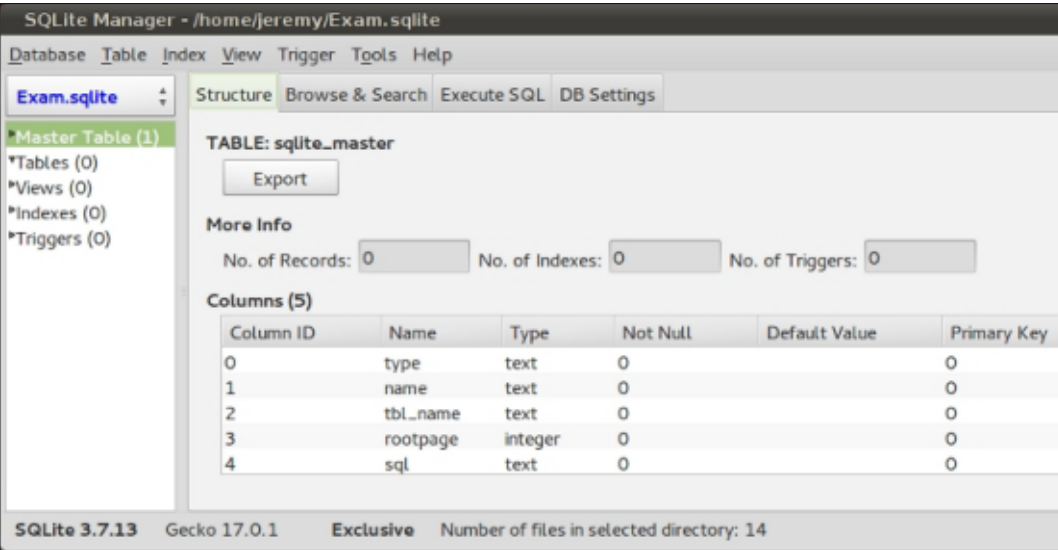 SQLite Manager - /home/jeremy/Exam.sqlite
Database Table Index View Trigger Tools Help
Exam.sqlite
Structure Browse & Search Execute SQL DB Settings
Master Table (1)
Tables (0)
Views (0)
Indexes (0)
Triggers (0)
TABLE: sqlite_master
Export
More Info
No. of Records: 0 No. of Indexes: 0 No. of Triggers: 0
Columns (5)
Column ID Name Type Not Null Default Value Primary Key
0 type text 0 0
1 name text 0 0
2 tbl_name text 0 0
3 rootpage integer 0 0
4 sql text 0 0
SQLite 3.7.13 Gecko 17.0.1 Exclusive Number of files in selected directory: 14